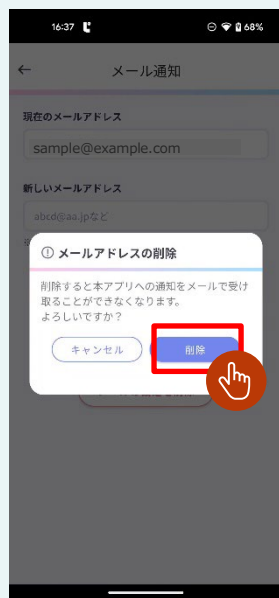 16:37
68%
メール通知
現在のメールアドレス
sample@example.com
新しいメールアドレス
abcd@aa.jpなど
メールアドレスの削除
削除すると本アプリへの通知をメールで受け
取ることができなくなります。
よろしいですか？
キャンセル
削除